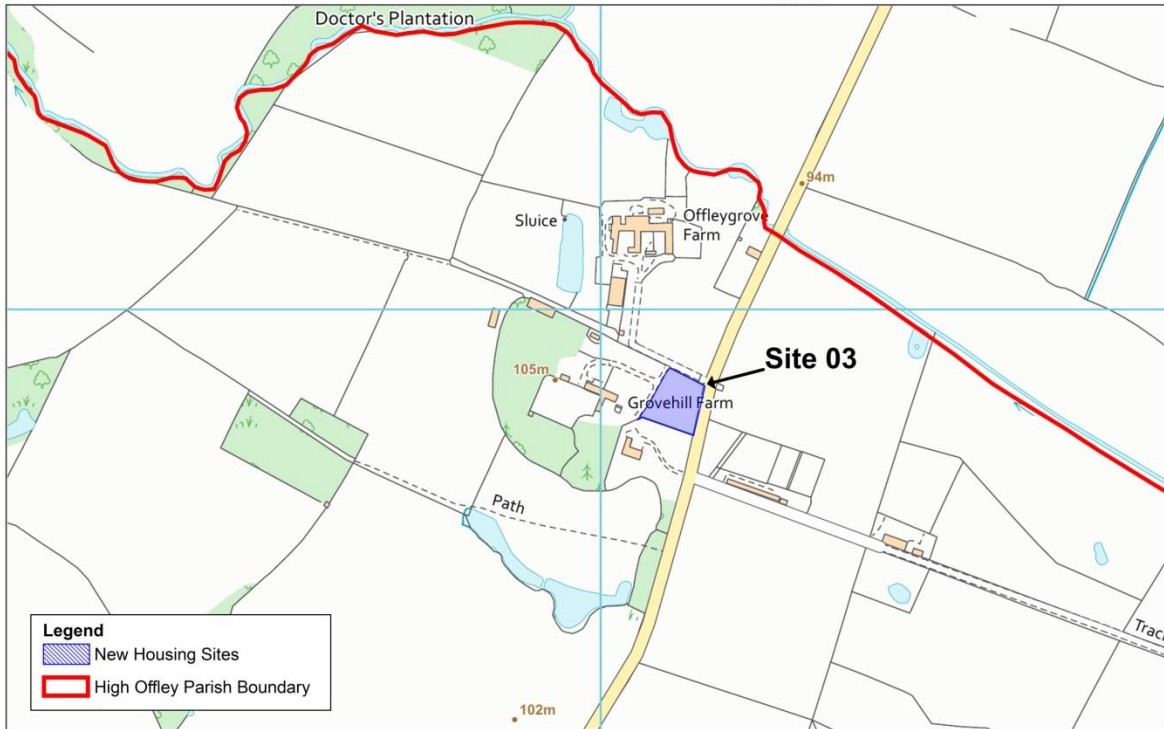 Doctor's Plantation
94m
Sluice
Offleygrove
Farm
Site 03
105m
Grovehill Farm
Path
Track
Legend
New Housing Sites
High Offley Parish Boundary
102m